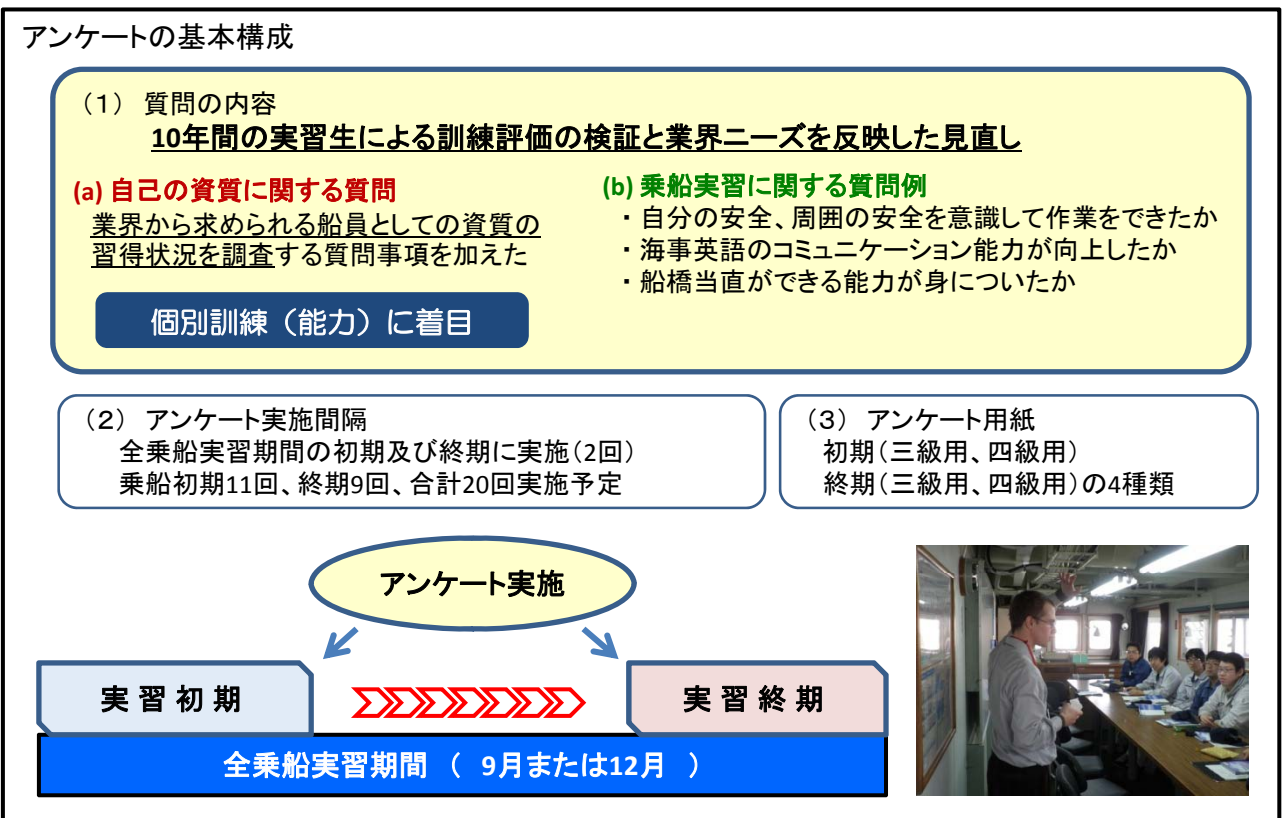 アンケートの基本構成
（１） 質問の内容
10年間の実習生による訓練評価の検証と業界ニーズを反映した見直し
(a) 自己の資質に関する質問
業界から求められる船員としての資質の
習得状況を調査する質問事項を加えた
個別訓練（能力）に着目
(b) 乗船実習に関する質問例
・自分の安全、周囲の安全を意識して作業をできたか
・海事英語のコミュニケーション能力が向上したか
・船橋当直ができる能力が身についたか
（２） アンケート実施間隔
全乗船実習期間の初期及び終期に実施（2回）
乗船初期11回、終期9回、合計20回実施予定
（３） アンケート用紙
初期（三級用、四級用）
終期（三級用、四級用）の4種類
アンケート実施
実習初期
実習終期
全乗船実習期間 （ 9月または12月 ）